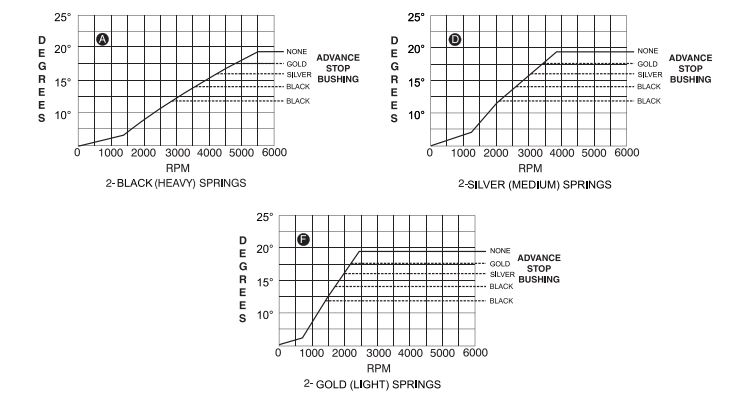 25°
20°
15°
10°
DEGREES
A
NONE
GOLD
SILVER
BLACK
BLACK
ADVANCE
STOP
BUSHING
0 1000 2000 3000 4000 5000 6000
RPM
2-BLACK (HEAVY) SPRINGS
25°
20°
15°
10°
DEGREES
D
NONE
GOLD
SILVER
BLACK
BLACK
ADVANCE
STOP
BUSHING
0 1000 2000 3000 4000 5000 6000
RPM
2-SILVER (MEDIUM) SPRINGS
25°
20°
15°
10°
DEGREES
F
NONE
GOLD
SILVER
BLACK
BLACK
ADVANCE
STOP
BUSHING
0 1000 2000 3000 4000 5000 6000
RPM
2- GOLD (LIGHT) SPRINGS